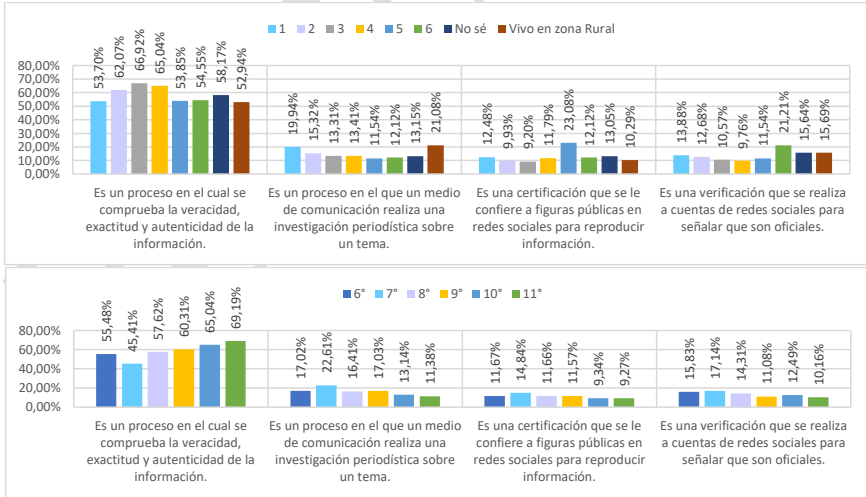 1 2 3 4 5 6 No sé Vivo en zona Rural
53,70% 62,07% 66,92% 65,04% 53,85% 54,55% 58,17% 52,94%
19,94% 15,32% 13,31% 13,41% 11,54% 12,12% 13,15% 21,08%
12,48% 9,93% 9,20% 11,79% 23,08% 12,12% 13,05% 10,29%
13,88% 12,68% 10,57% 9,76% 11,54% 21,21% 15,64% 15,69%
80,00%
70,00%
60,00%
50,00%
40,00%
30,00%
20,00%
10,00%
0,00%
Es un proceso en el cual se
comprueba la veracidad,
exactitud y autenticidad de la
información.
Es un proceso en el que un medio
de comunicación realiza una
investigación periodística sobre
un tema.
Es una certificación que se le
confiere a figuras públicas en
redes sociales para reproducir
información.
Es una verificación que se realiza
a cuentas de redes sociales para
señalar que son oficiales.
6° 7° 8° 9° 10° 11°
55,48% 45,41% 57,62% 60,31% 65,04% 69,19%
17,02% 22,61% 16,41% 17,03% 13,14% 11,38%
11,67% 14,84% 11,66% 11,57% 9,34% 9,27%
15,83% 17,14% 14,31% 11,08% 12,49% 10,16%
80,00%
60,00%
40,00%
20,00%
0,00%
Es un proceso en el cual se
comprueba la veracidad,
exactitud y autenticidad de la
información.
Es un proceso en el que un medio
de comunicación realiza una
investigación periodística sobre
un tema.
Es una certificación que se le
confiere a figuras públicas en
redes sociales para reproducir
información.
Es una verificación que se realiza
a cuentas de redes sociales para
señalar que son oficiales.